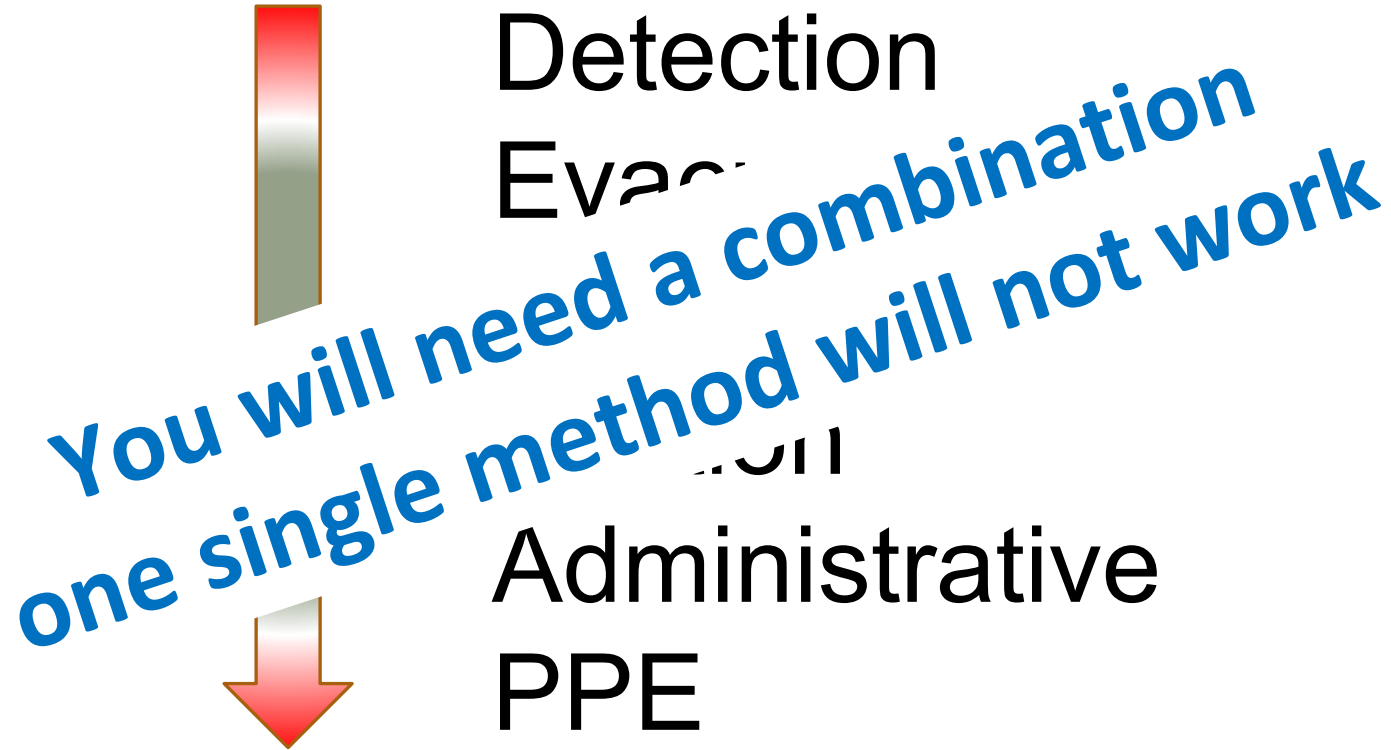 Detection
You will need a combination
one single method will not work
Administrative
PPE